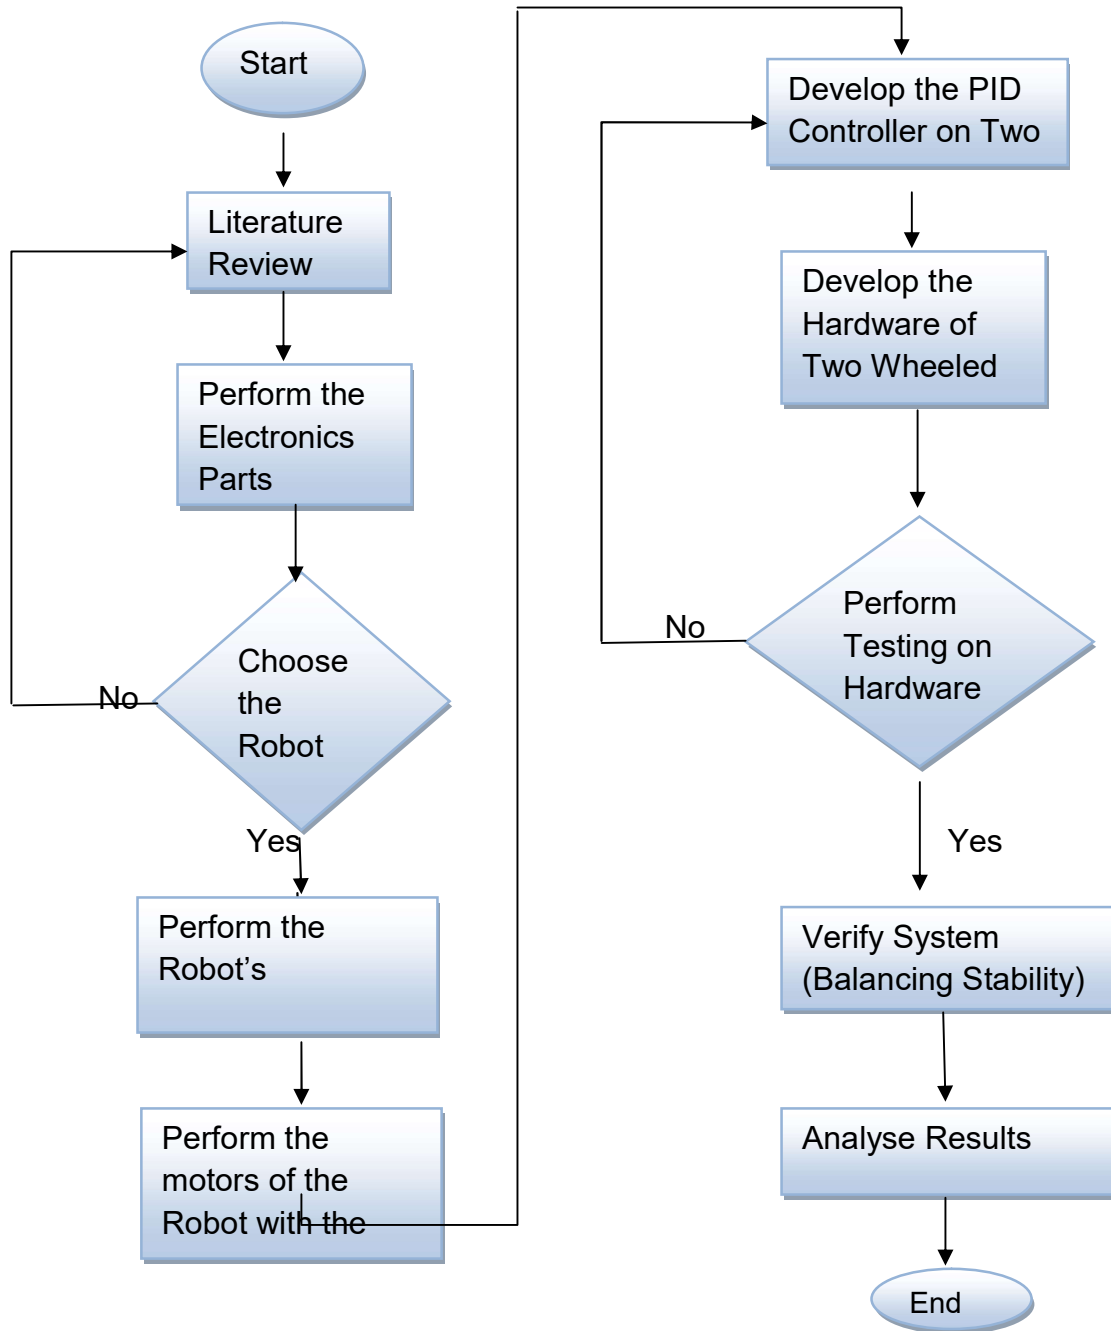 Start
Literature
Review
Perform the
Electronics
Parts
Choose
the
Robot
No
Yes
Perform the
Robot’s
Perform the
motors of the
Robot with the
Develop the PID
Controller on Two
Develop the
Hardware of
Two Wheeled
Perform
Testing on
Hardware
No
Yes
Verify System
(Balancing Stability)
Analyse Results
End